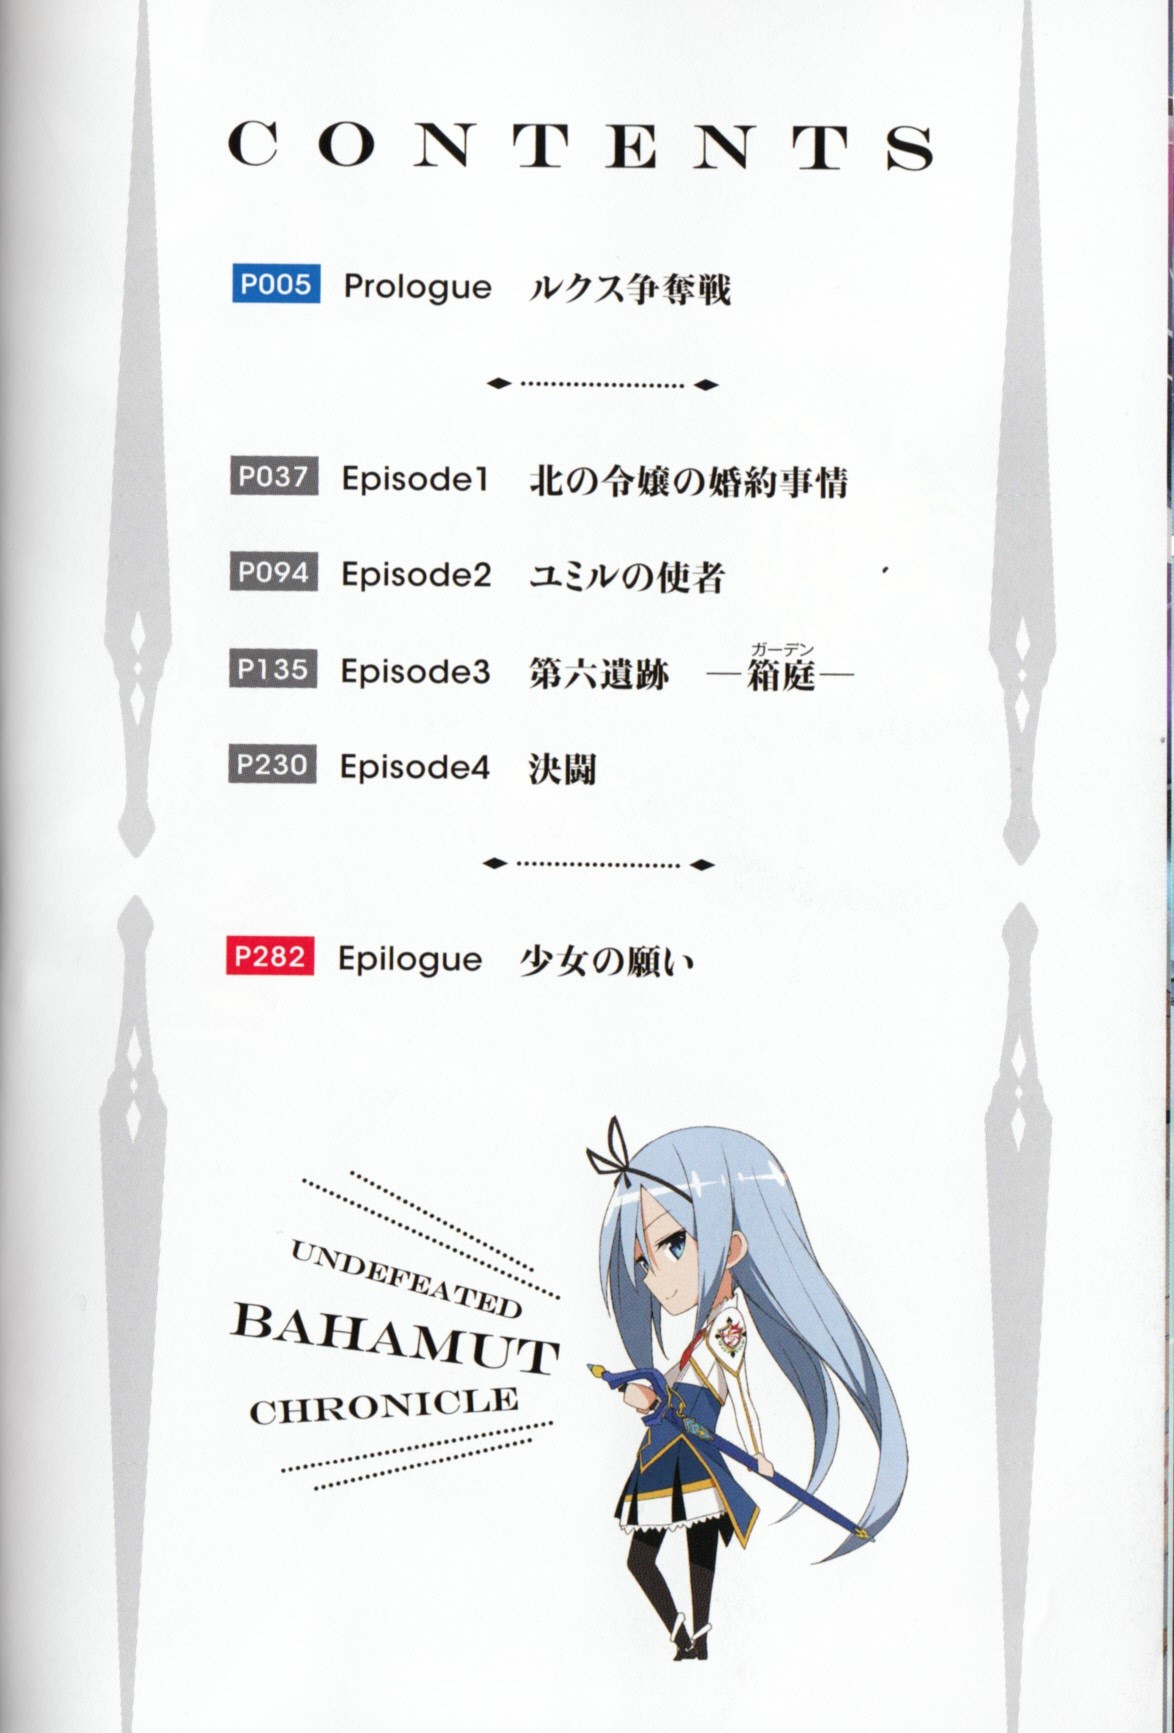 CONTENTS
P005 Prologue ルクス争奪戦
P037 Episode1 北の令嬢の婚約事情
P094 Episode2 ユミルの使者
ガーデン
P135 Episode3 第六遺跡 ―箱庭―
P230 Episode4 決闘
P282 Epilogue 少女の願い
UNDEFEATED
BAHAMUT
CHRONICLE